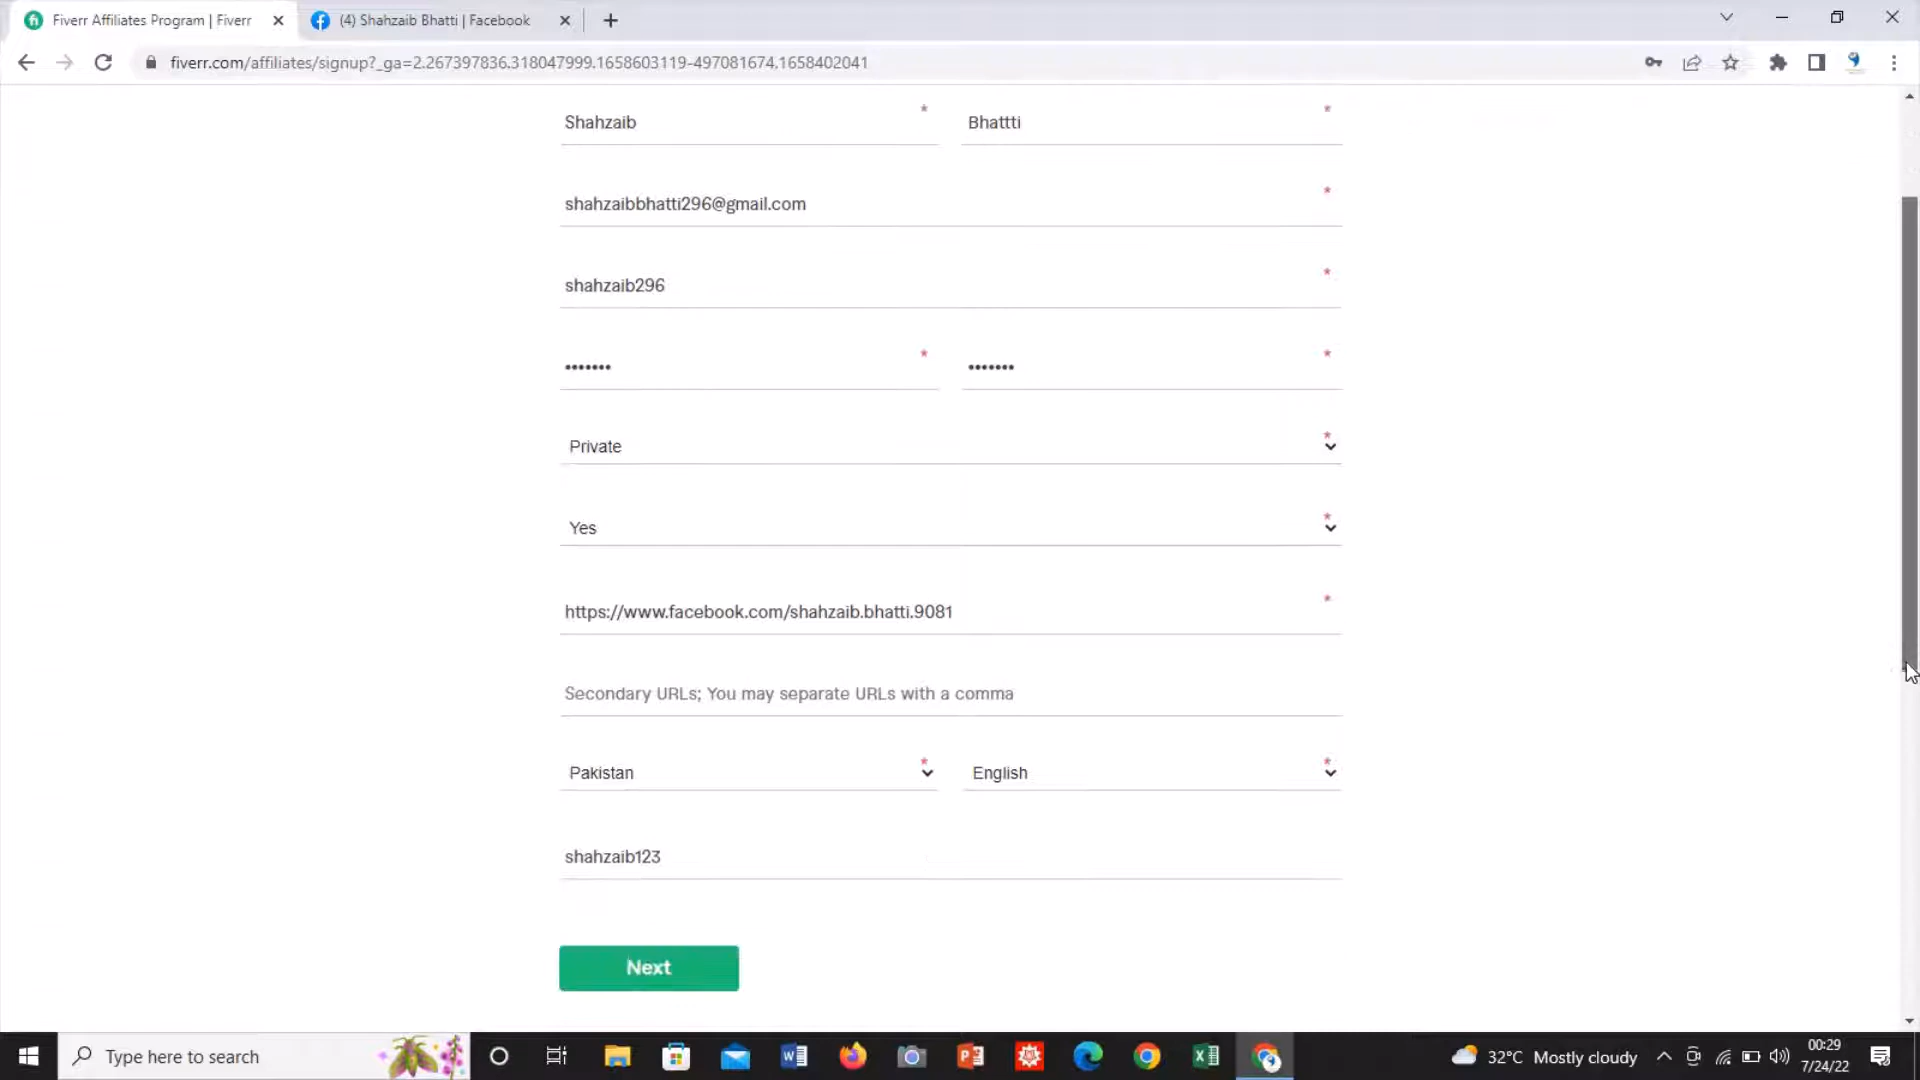 Fiverr Affiliates Program | Fiverr
(4) Shahzaib Bhatti | Facebook
fiverr.com/affiliates/signup?_ga=2.267397836.318047999.1658603119-497081674.1658402041
Shahzaib *
Bhattti *
shahzaibbhatti296@gmail.com *
shahzaib296 *
••••••• *
••••••• *
Private *
Yes *
https://www.facebook.com/shahzaib.bhatti.9081 *
Secondary URLs; You may separate URLs with a comma
Pakistan *
English *
shahzaib123
Next
Type here to search
32°C Mostly cloudy
00:29
7/24/22